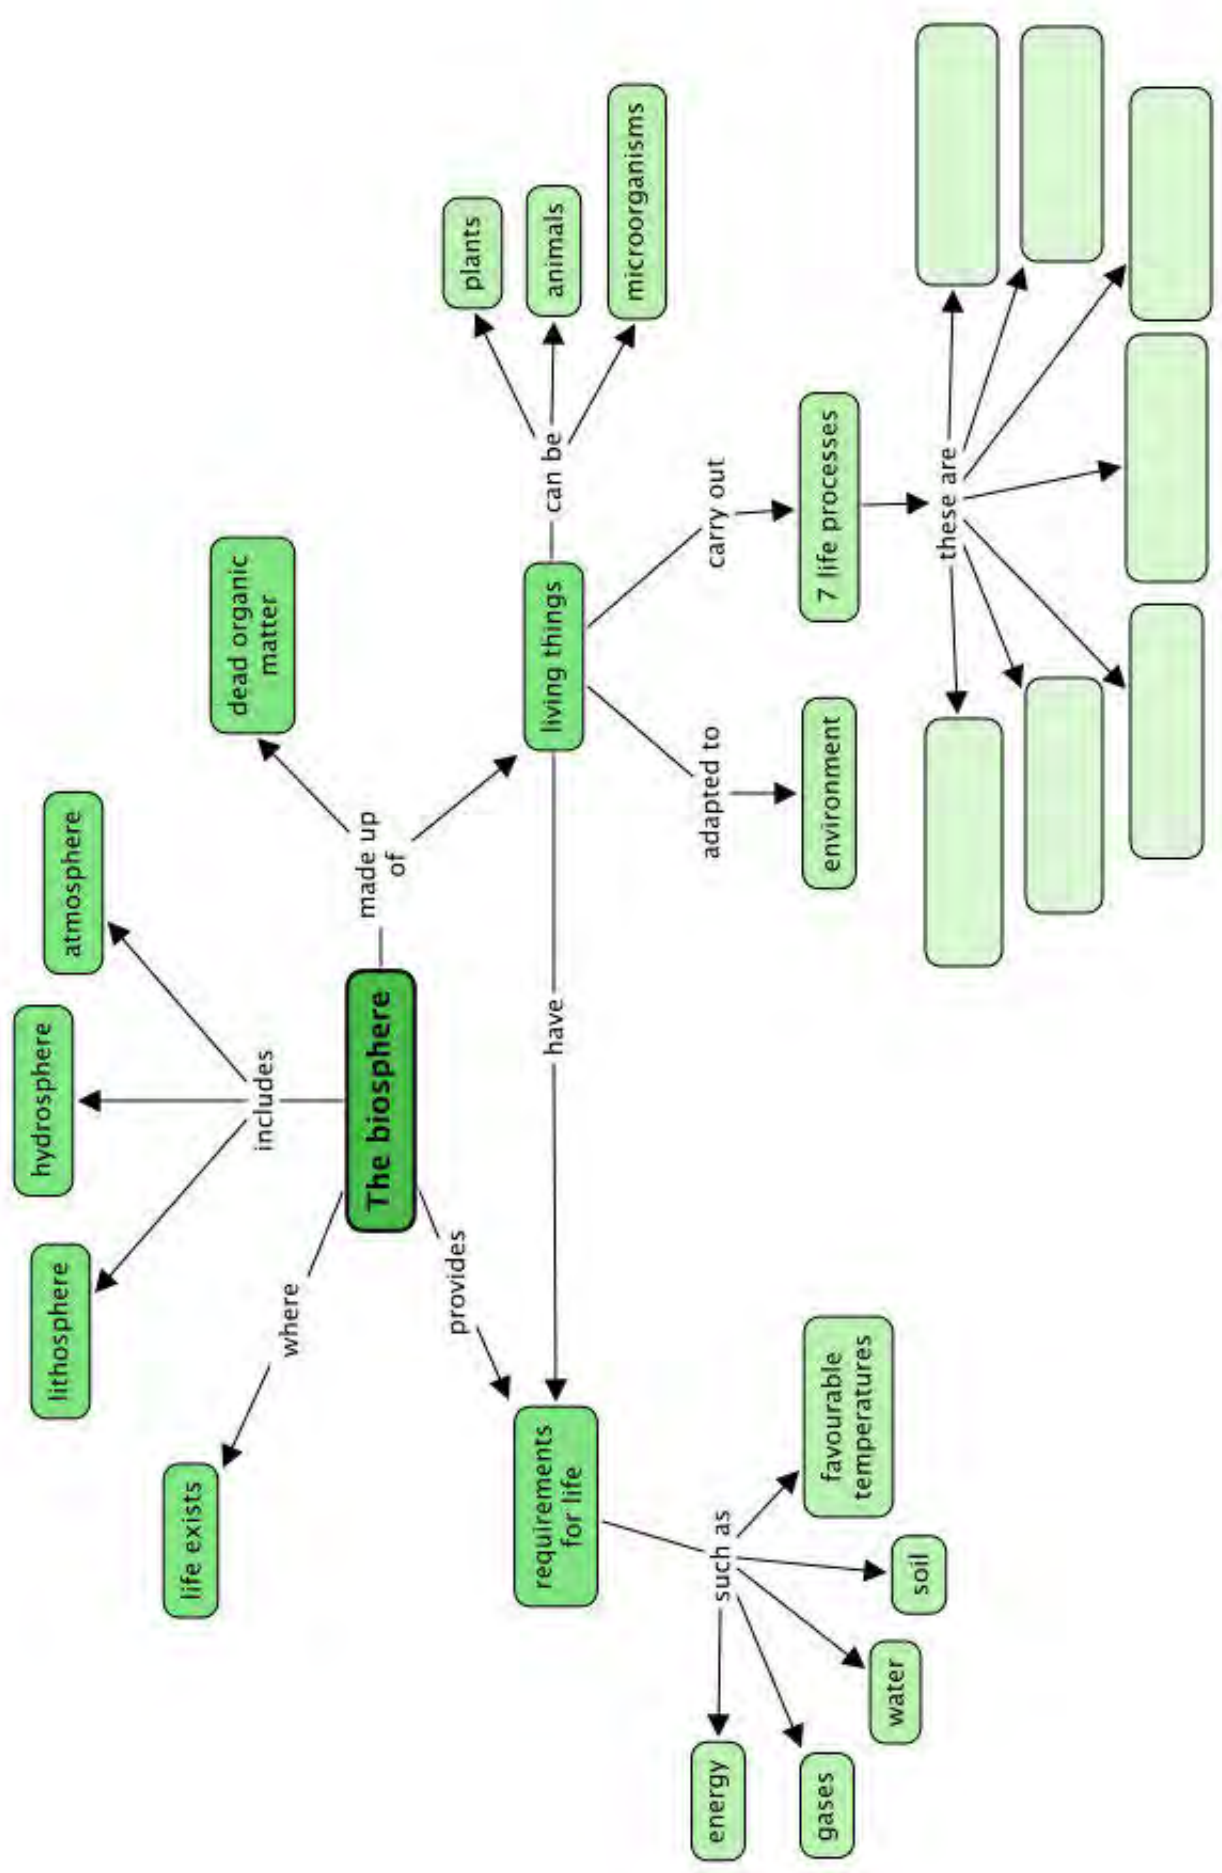 lithosphere
hydrosphere
atmosphere
life exists
where
includes
The biosphere
made up
of
dead organic
matter
provides
have
living things
can be
plants
animals
microorganisms
requirements
for life
such as
energy
gases
water
soil
favourable
temperatures
adapted to
environment
carry out
7 life processes
these are